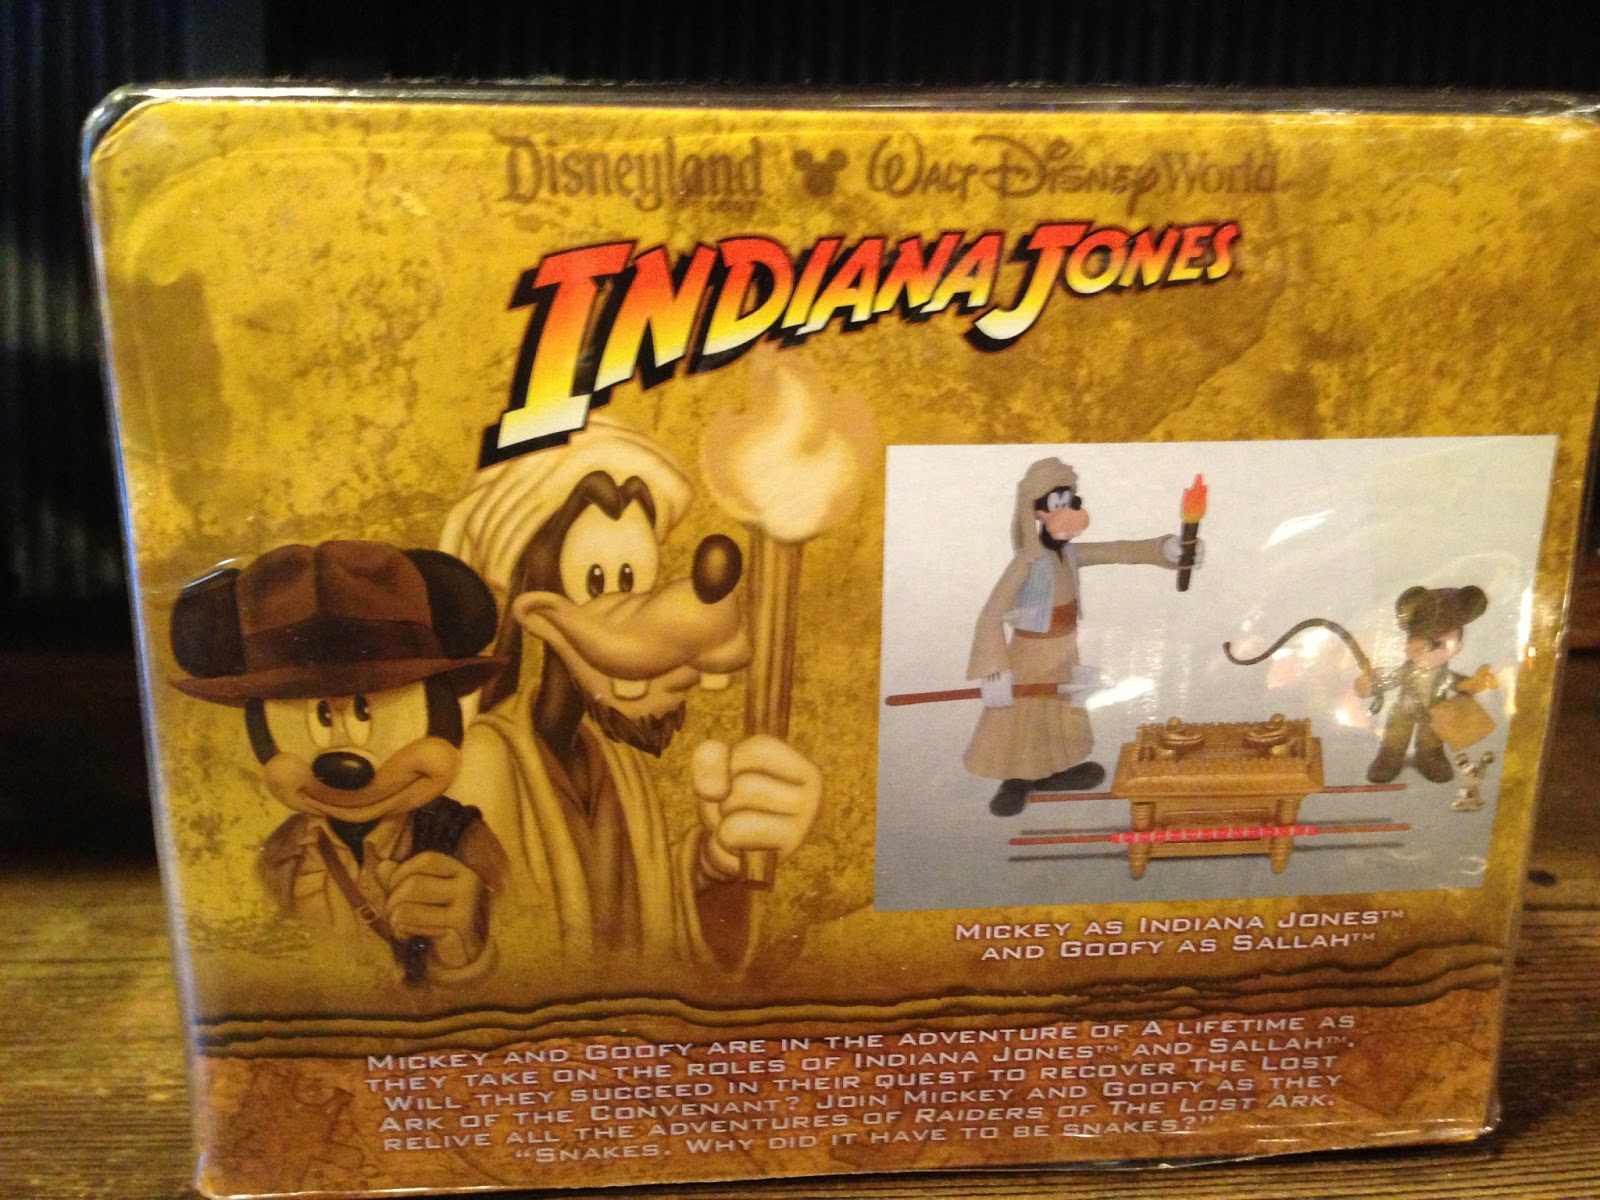 Disneyland Walt Disney World
RESORT
INDIANA JONES
MICKEY AS INDIANA JONES™
AND GOOFY AS SALLAH™
MICKEY AND GOOFY ARE IN THE ADVENTURE OF A LIFETIME AS
THEY TAKE ON THE ROLES OF INDIANA JONES™ AND SALLAH™.
WILL THEY SUCCEED IN THEIR QUEST TO RECOVER THE LOST
ARK OF THE CONVENANT? JOIN MICKEY AND GOOFY AS THEY
RELIVE ALL THE ADVENTURES OF RAIDERS OF THE LOST ARK.
“SNAKES. WHY DID IT HAVE TO BE SNAKES?”